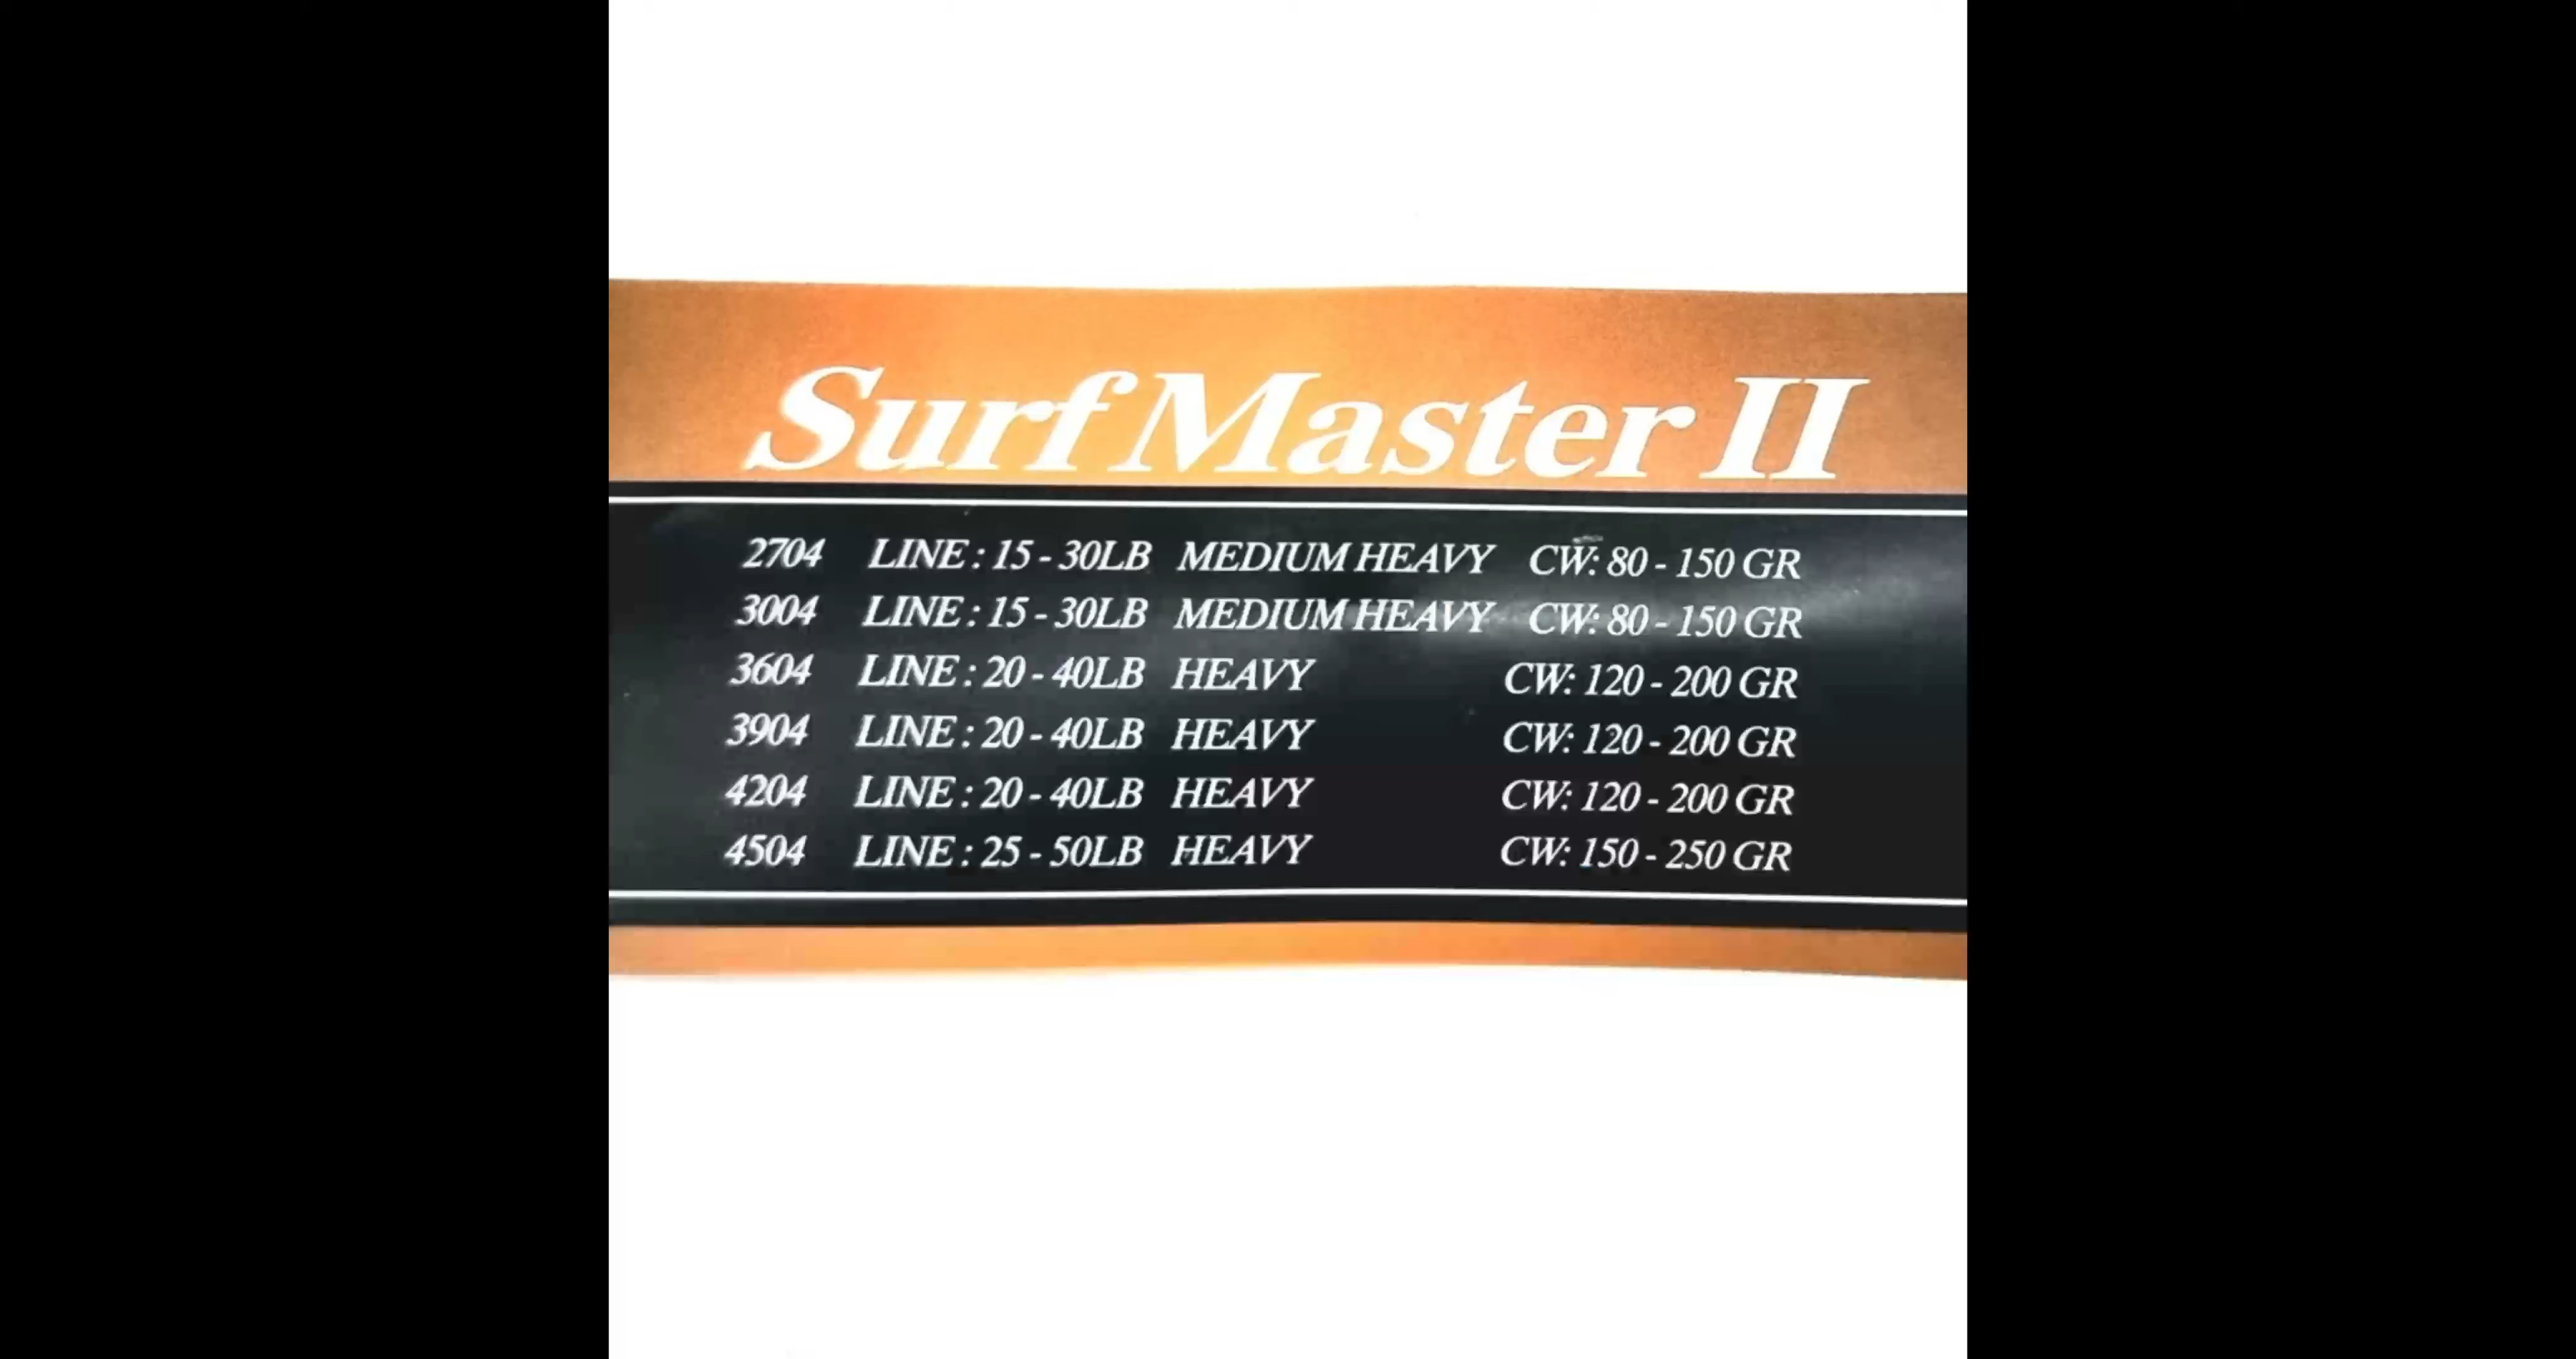 Surf Master II
2704 LINE : 15 - 30LB MEDIUM HEAVY CW: 80 - 150 GR
3004 LINE : 15 - 30LB MEDIUM HEAVY CW: 80 - 150 GR
3604 LINE : 20 - 40LB HEAVY CW: 120 - 200 GR
3904 LINE : 20 - 40LB HEAVY CW: 120 - 200 GR
4204 LINE : 20 - 40LB HEAVY CW: 120 - 200 GR
4504 LINE : 25 - 50LB HEAVY CW: 150 - 250 GR